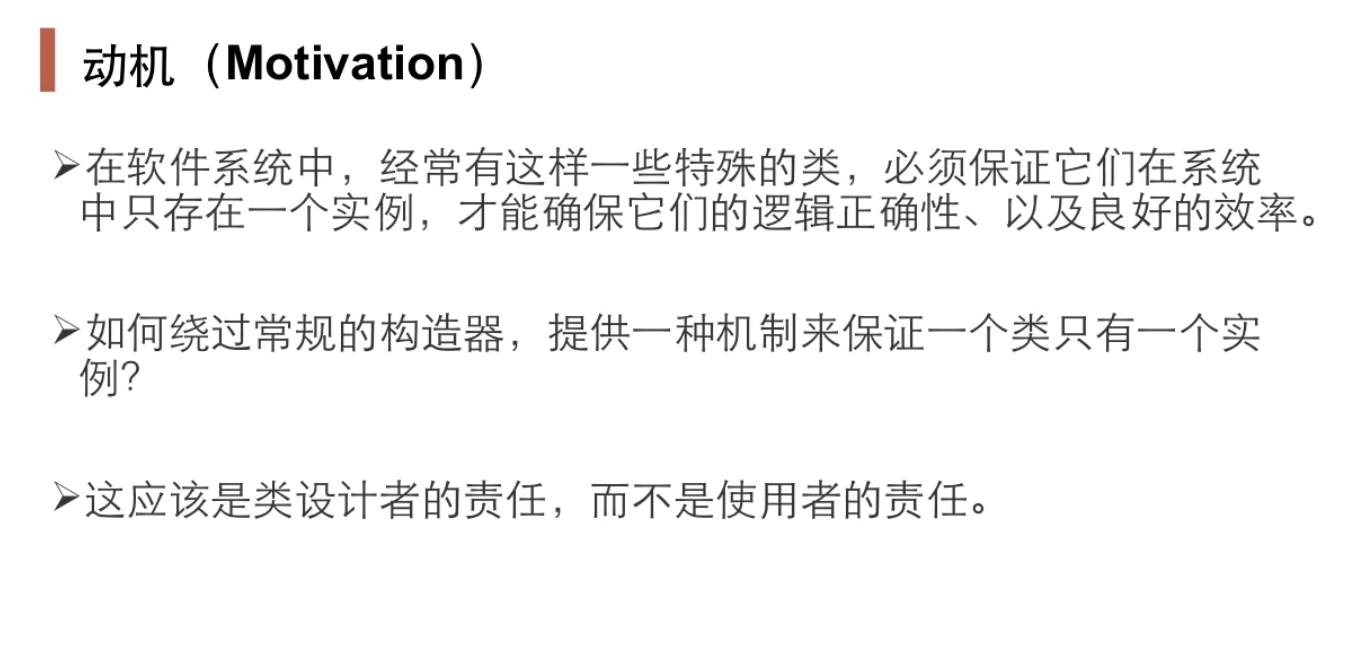 动机（Motivation）
➢在软件系统中，经常有这样一些特殊的类，必须保证它们在系统
中只存在一个实例，才能确保它们的逻辑正确性、以及良好的效率。
➢如何绕过常规的构造器，提供一种机制来保证一个类只有一个实
例？
➢这应该是类设计者的责任，而不是使用者的责任。